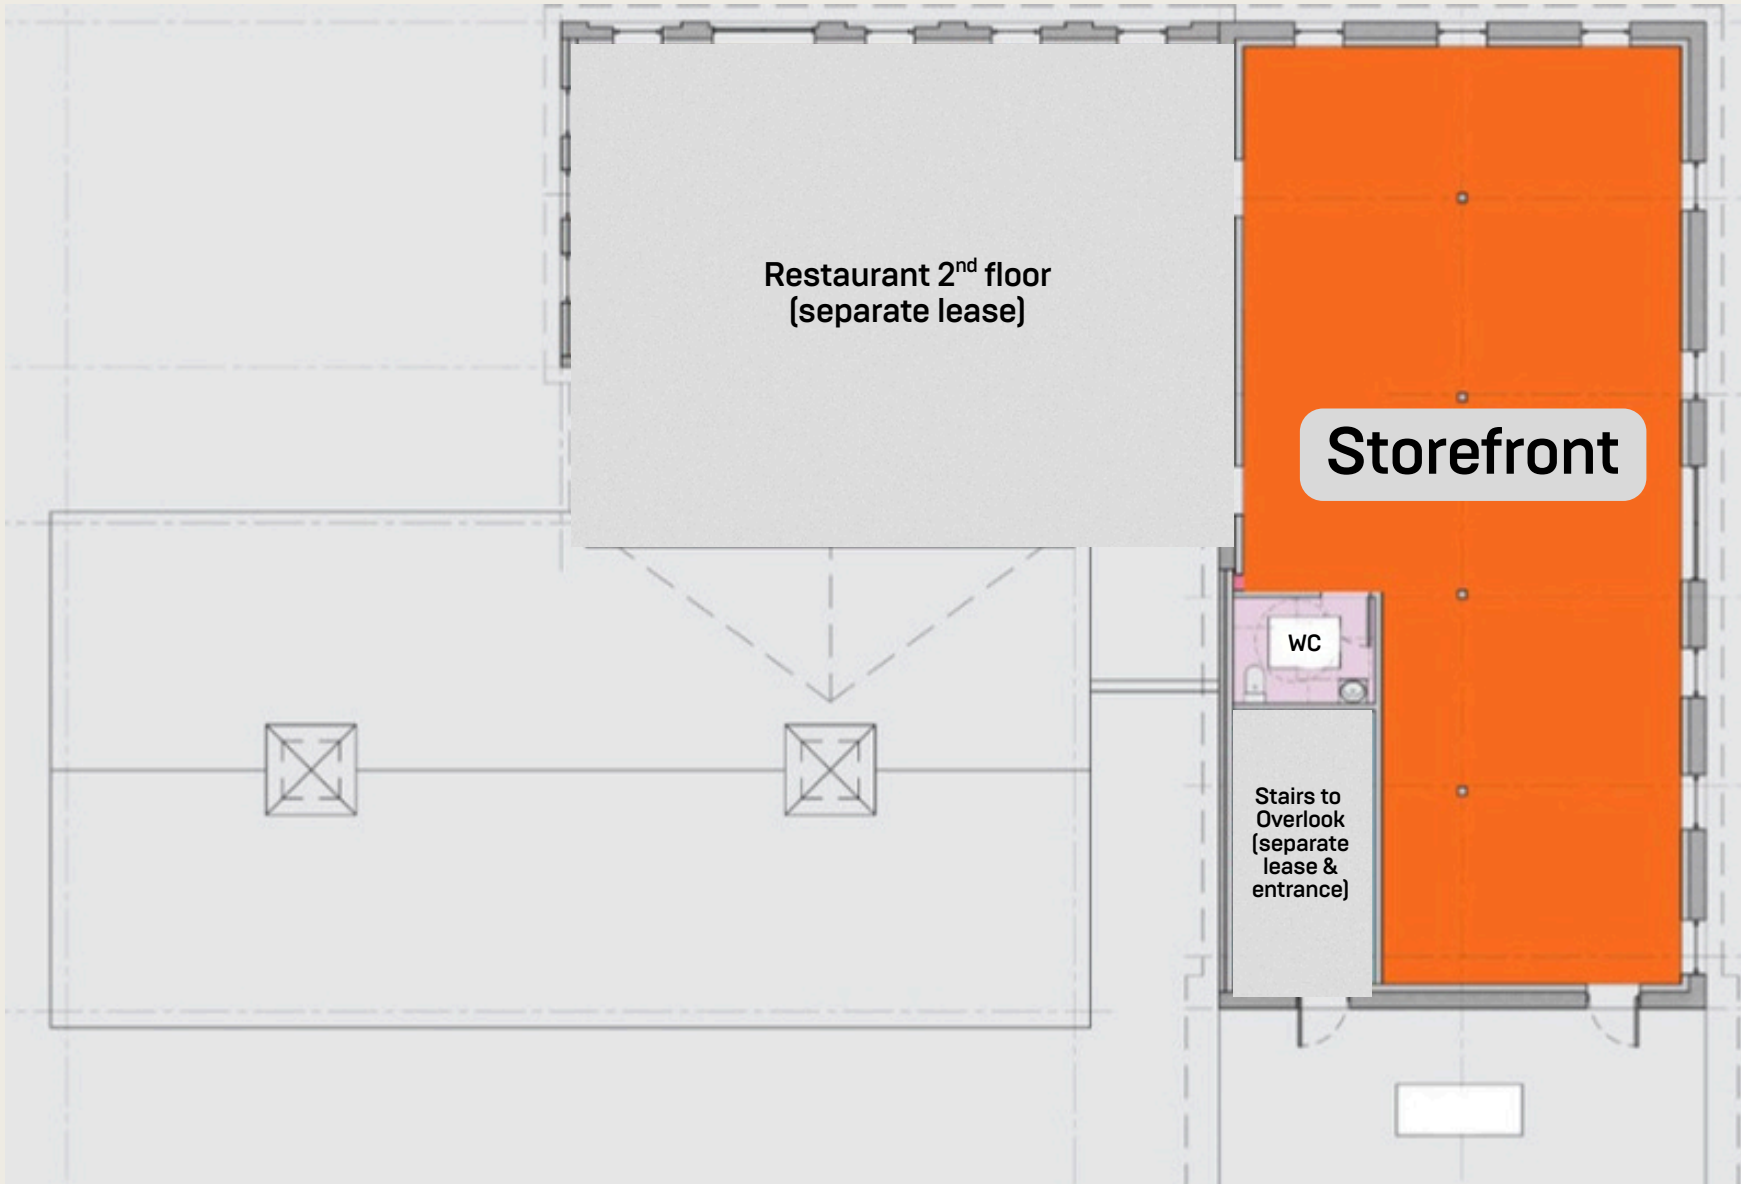 Restaurant 2nd floor
(separate lease)
Storefront
WC
Stairs to
Overlook
(separate
lease &
entrance)